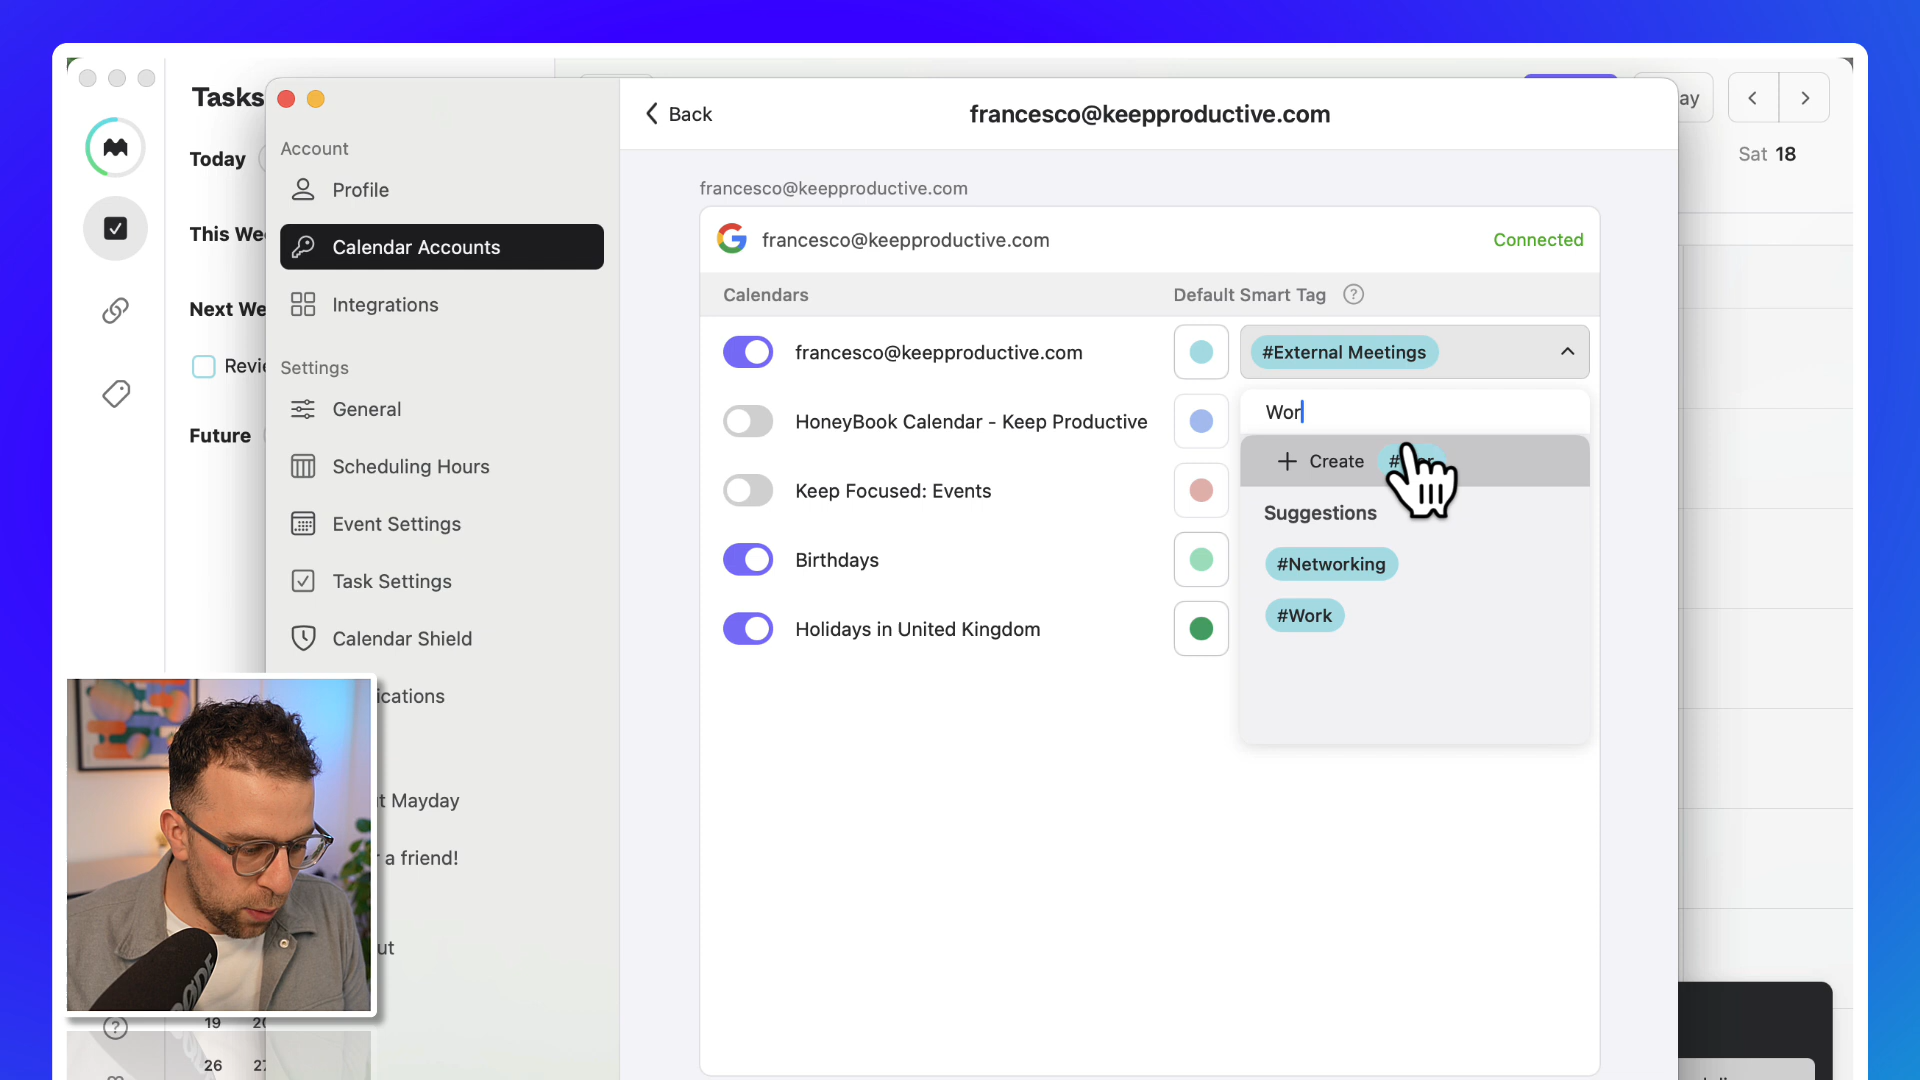 Tasks
Today
This We
Next We
Revie
Future
19
26
Account
Profile
Calendar Accounts
Integrations
Settings
General
Scheduling Hours
Event Settings
Task Settings
Calendar Shield
ications
t Mayday
a friend!
ut
Back
francesco@keepproductive.com
francesco@keepproductive.com
francesco@keepproductive.com
Connected
Calendars
Default Smart Tag ?
francesco@keepproductive.com
#External Meetings
HoneyBook Calendar - Keep Productive
Wor
+ Create
Keep Focused: Events
Suggestions
Birthdays
#Networking
Holidays in United Kingdom
#Work
ay
Sat 18